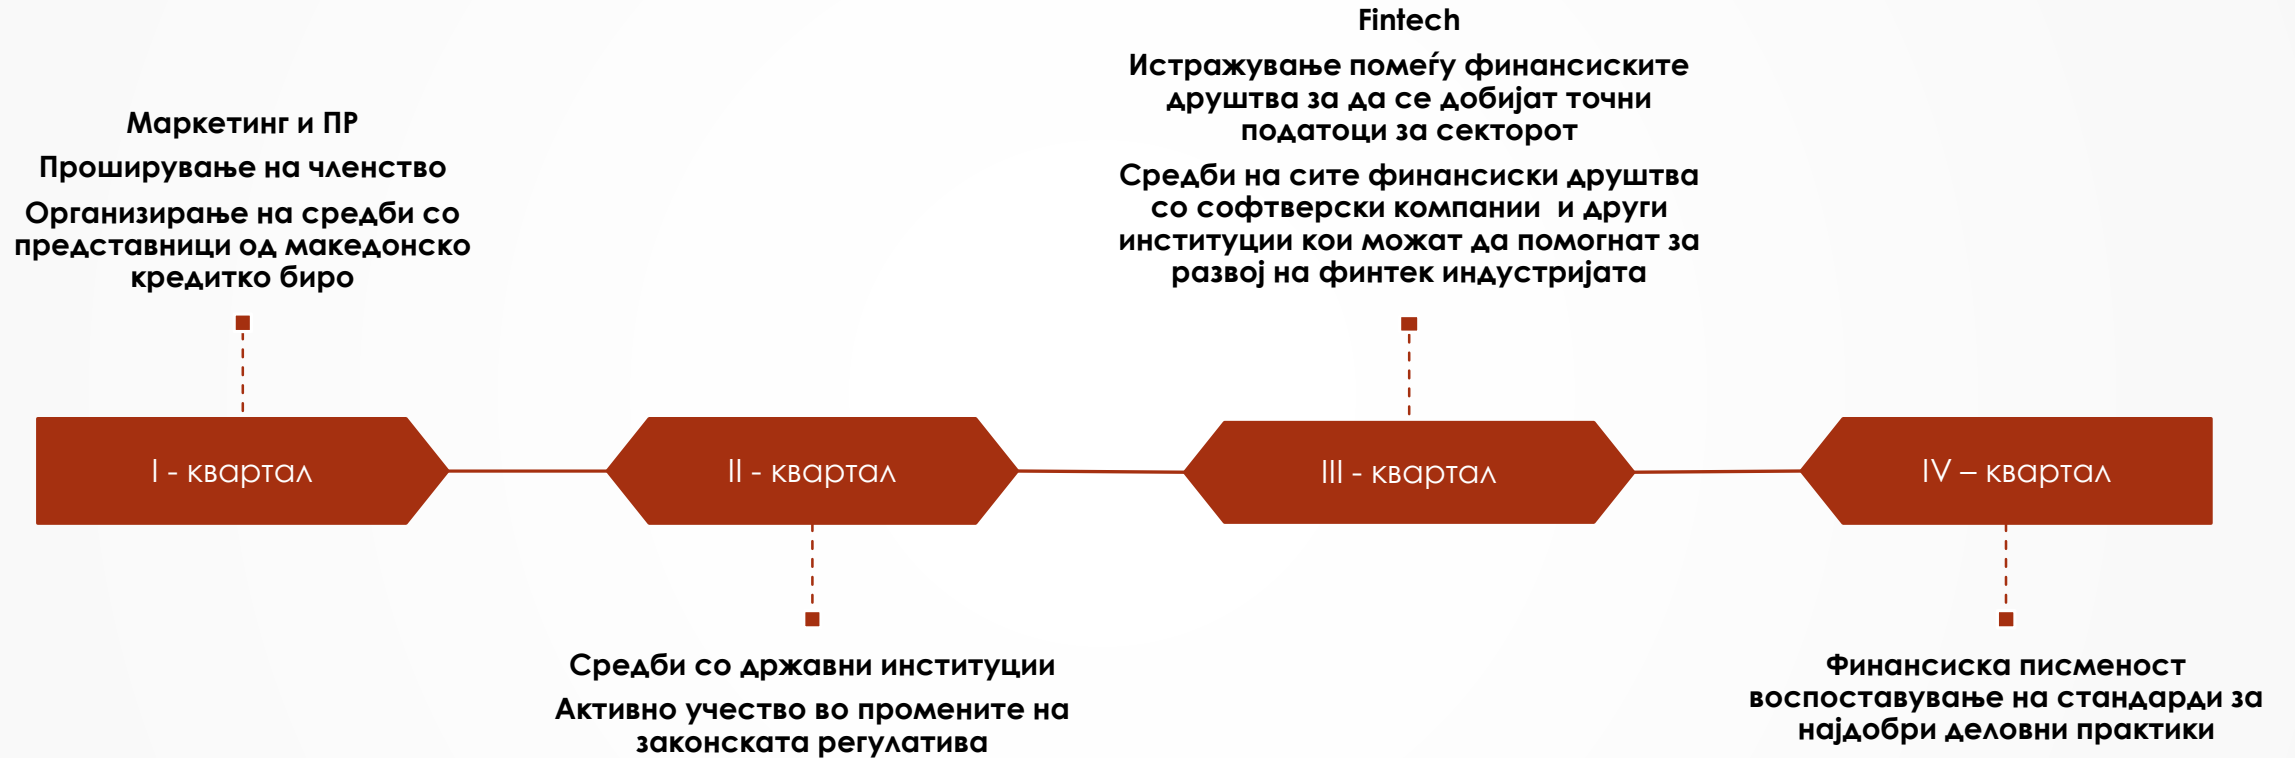 Маркетинг и ПР
Проширување на членство
Организирање на средби со
представници од македонско
кредитко биро
I - квартал
Средби со државни институции
Активно учество во промените на
законската регулатива
II - квартал
Fintech
Истражување помеѓу финансиските
друштва за да се добијат точни
податоци за секторот
Средби на сите финансиски друштва
со софтверски компании и други
институции кои можат да помогнат за
развој на финтек индустријата
III - квартал
IV – квартал
Финансиска писменост
воспоставување на стандарди за
најдобри деловни практики